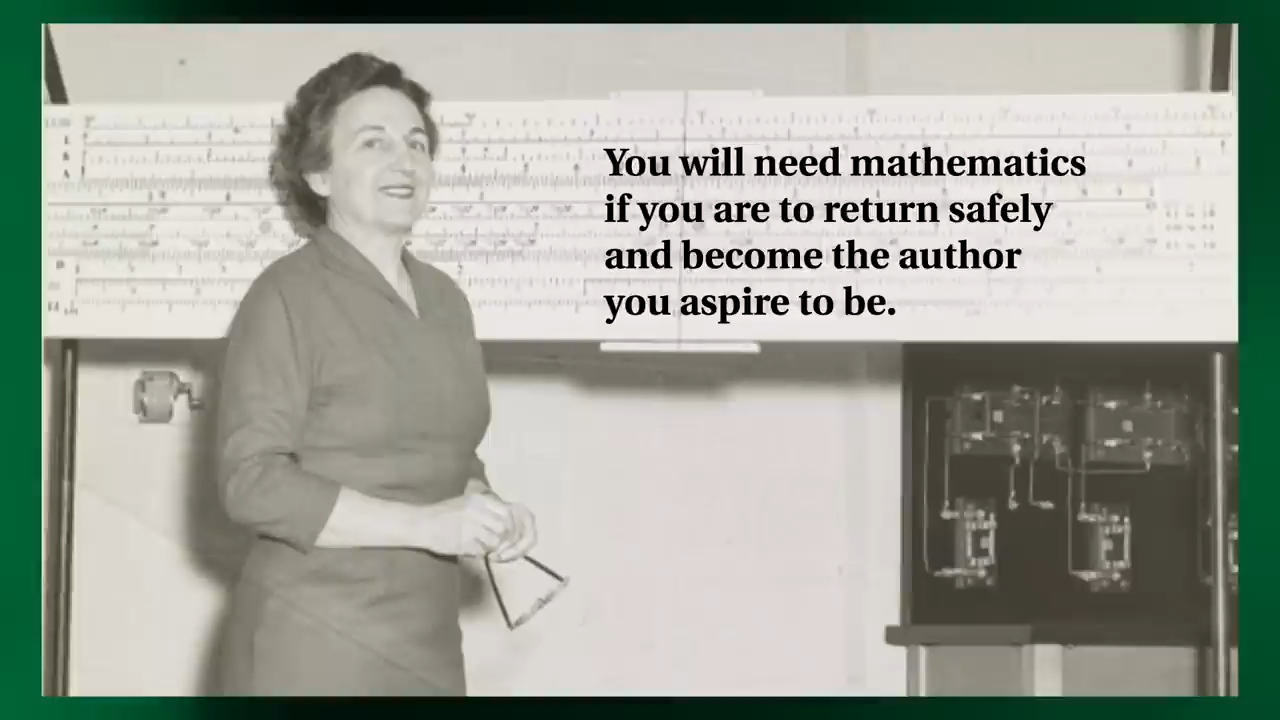 You will need mathematics
if you are to return safely
and become the author
you aspire to be.